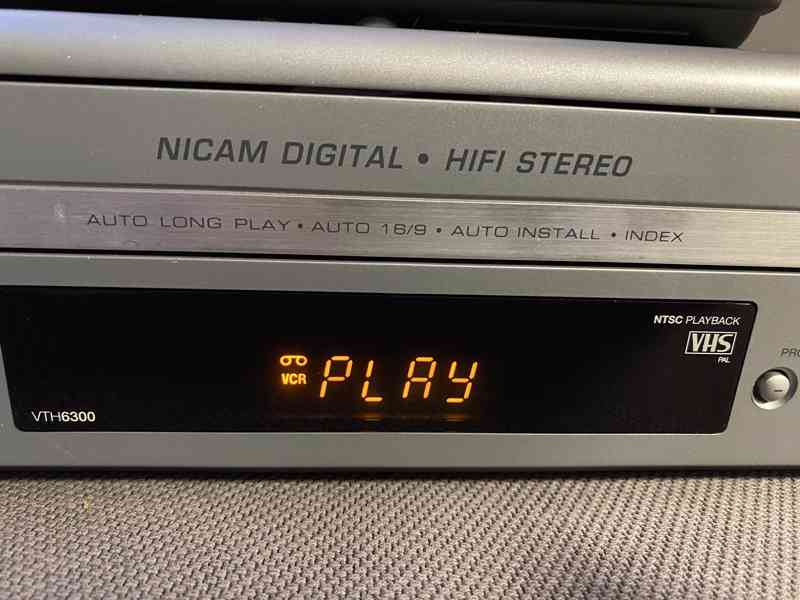 NICAM DIGITAL • HIFI STEREO
AUTO LONG PLAY • AUTO 16/9 • AUTO INSTALL • INDEX
NTSC PLAYBACK
VHS
PAL
PRO
VCR PLAY
-
VTH6300